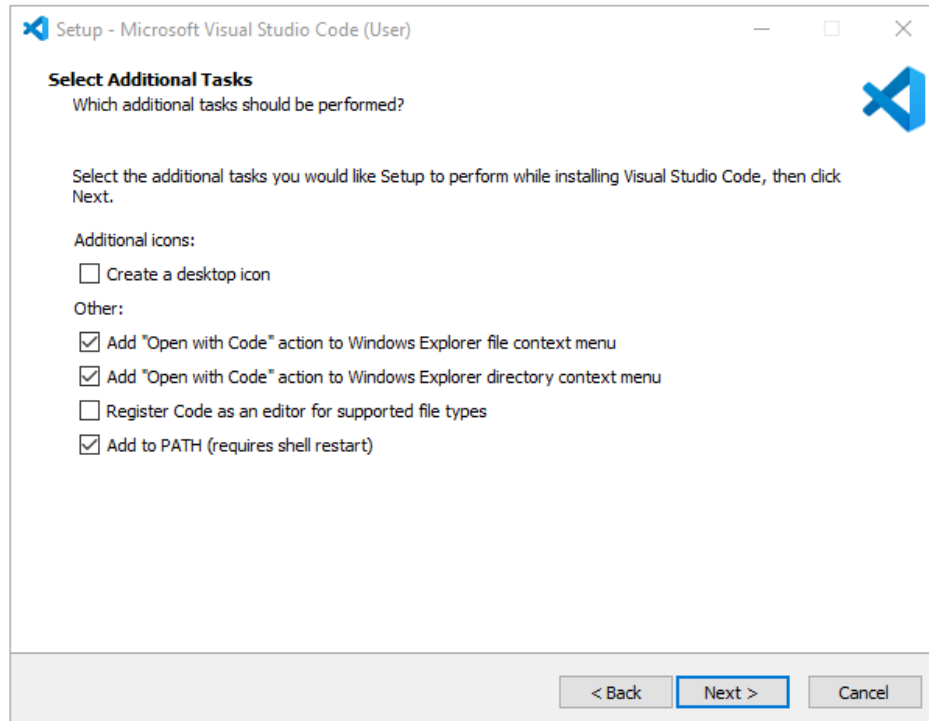 Setup - Microsoft Visual Studio Code (User)
Select Additional Tasks
Which additional tasks should be performed?
Select the additional tasks you would like Setup to perform while installing Visual Studio Code, then click
Next.
Additional icons:
Create a desktop icon
Other:
Add "Open with Code" action to Windows Explorer file context menu
Add "Open with Code" action to Windows Explorer directory context menu
Register Code as an editor for supported file types
Add to PATH (requires shell restart)
< Back Next > Cancel